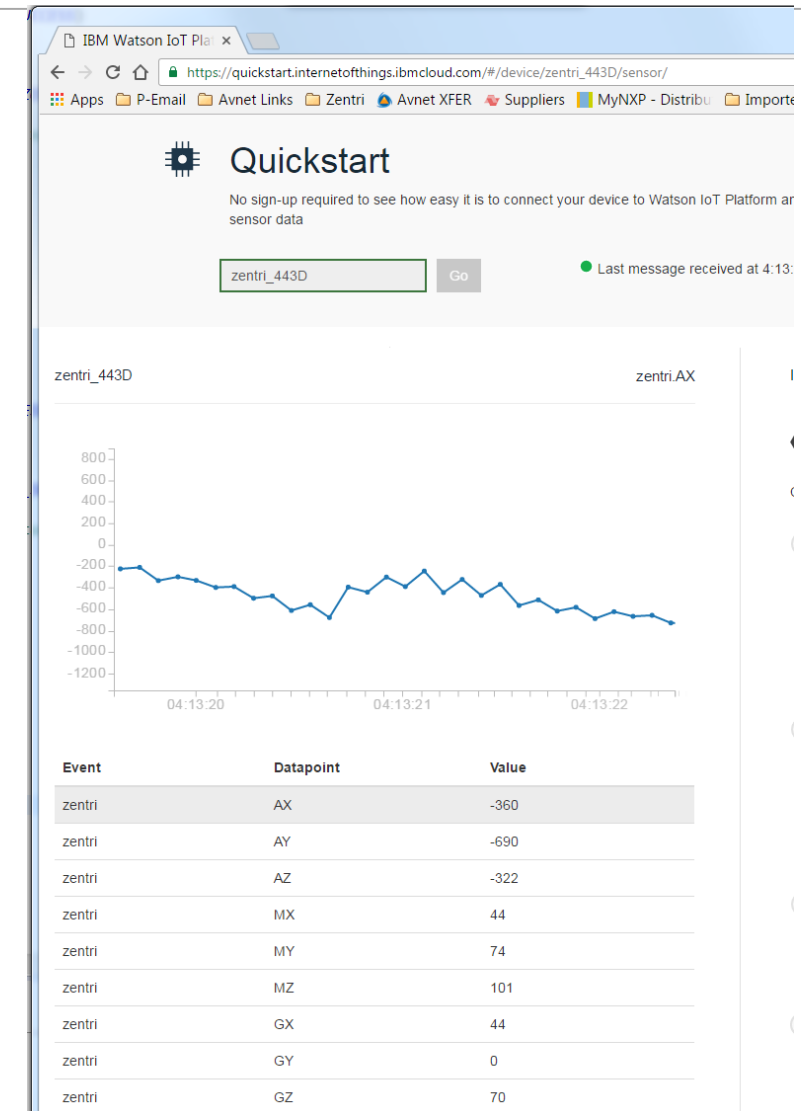 IBM Watson IoT Pla
https://quickstart.internetofthings.ibmcloud.com/#/device/zentri_443D/sensor/
Apps P-Email Avnet Links Zentri Avnet XFER Suppliers MyNXP - Distribu Importe
Quickstart
No sign-up required to see how easy it is to connect your device to Watson IoT Platform an
sensor data
zentri_443D Go Last message received at 4:13:
zentri_443D zentri.AX
800
600
400
200
0
-200
-400
-600
-800
-1000
-1200
04:13:20 04:13:21 04:13:22
Event Datapoint Value
zentri AX -360
zentri AY -690
zentri AZ -322
zentri MX 44
zentri MY 74
zentri MZ 101
zentri GX 44
zentri GY 0
zentri GZ 70